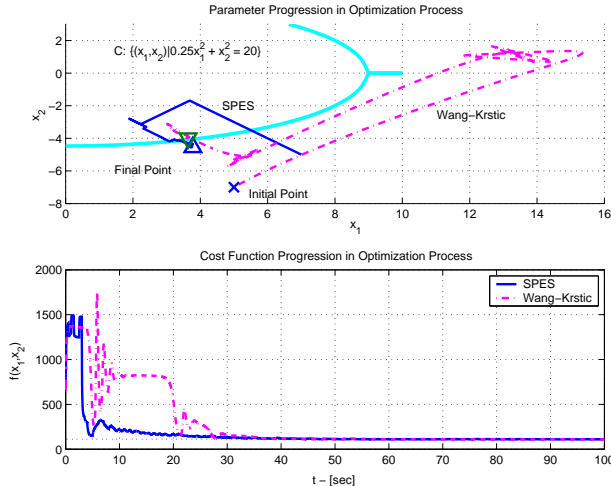 Parameter Progression in Optimization Process
4
C: {(x1,x2)|0.25x1^2 + x2^2 = 20}
2
0
x2
-2
SPES
Wang-Krstic
-4
Final Point
-6
Initial Point
-8
0 2 4 6 8 10 12 14 16
x1
Cost Function Progression in Optimization Process
2000
SPES
Wang-Krstic
1500
f(x1,x2)
1000
500
0
0 10 20 30 40 50 60 70 80 90 100
t - [sec]